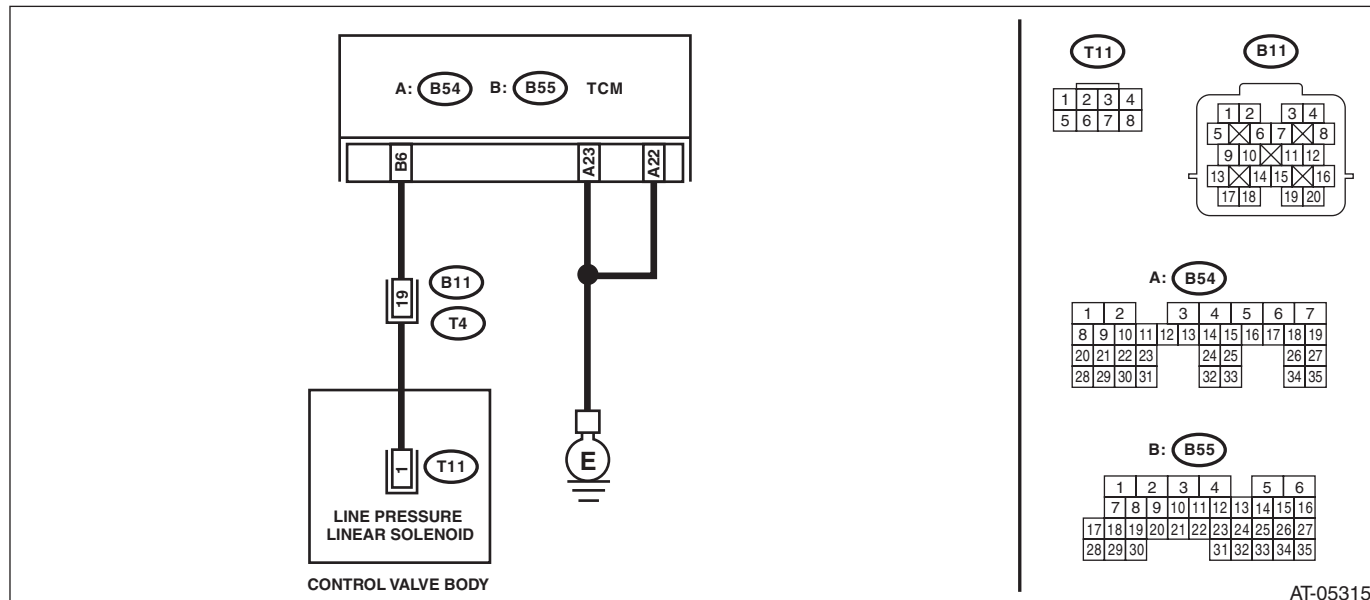 A: B54 B: B55 TCM
B6 A23 A22
19
B11
T4
1
T11
E
LINE PRESSURE
LINEAR SOLENOID
CONTROL VALVE BODY
T11
1 2 3 4
5 6 7 8
B11
1 2 3 4
5 6 7 8
9 10 11 12
13 14 15 16
17 18 19 20
A: B54
1 2 3 4 5 6 7
8 9 10 11 12 13 14 15 16 17 18 19
20 21 22 23 24 25 26 27
28 29 30 31 32 33 34 35
B: B55
1 2 3 4 5 6
7 8 9 10 11 12 13 14 15 16
17 18 19 20 21 22 23 24 25 26 27
28 29 30 31 32 33 34 35
AT-05315